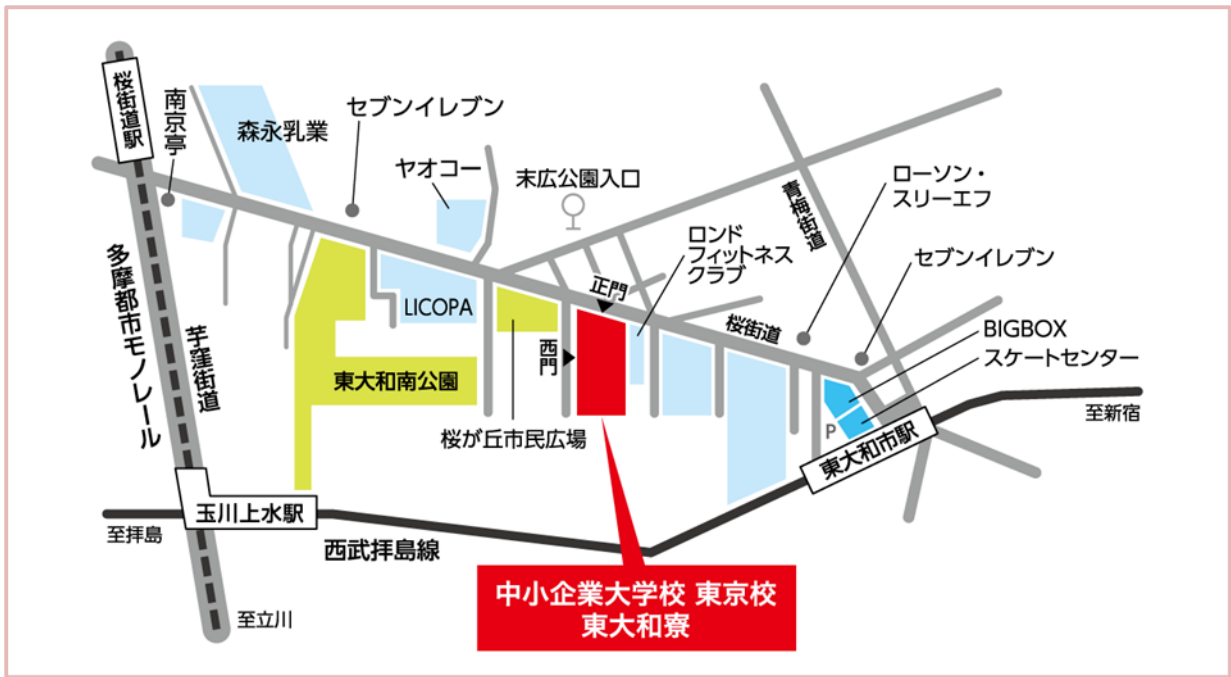 桜街道駅
南京亭
森永乳業
セブンイレブン
ヤオコー
末広公園入口
ロンド
フィットネス
クラブ
青梅街道
ローソン・
スリーエフ
セブンイレブン
BIGBOX
スケートセンター
至新宿
多摩都市モノレール
芋窪街道
LICOPA
正門
西門
桜街道
東大和南公園
桜が丘市民広場
P
東大和市駅
玉川上水駅
至拝島
西武拝島線
至立川
中小企業大学校 東京校
東大和寮